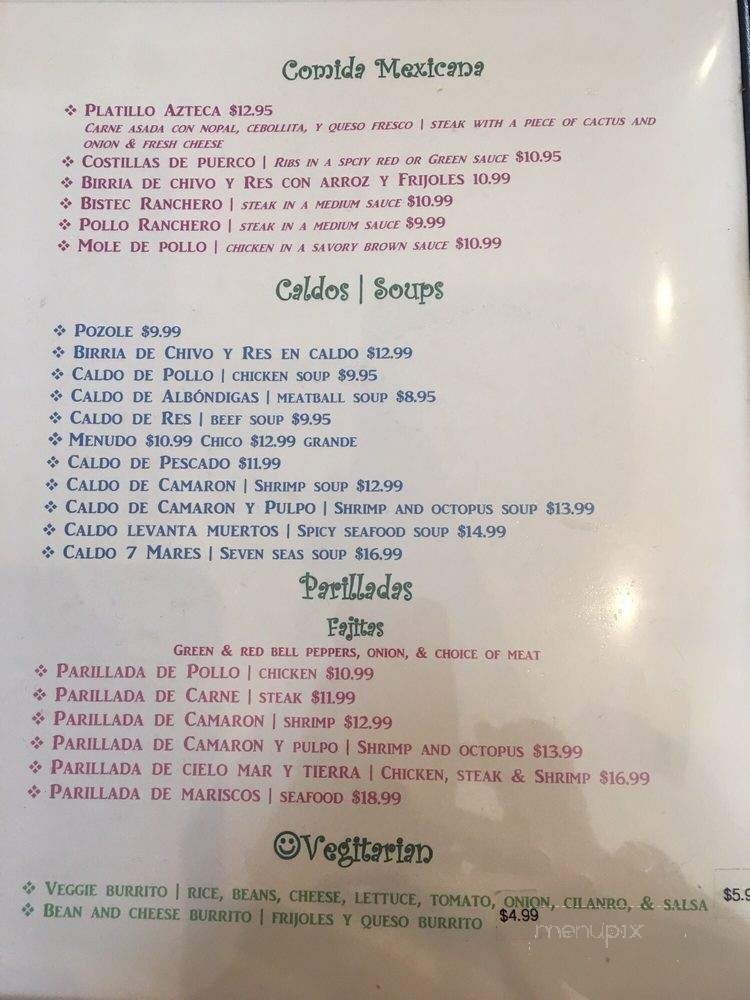 Comida Mexicana
❖ Platillo Azteca $12.95
Carne asada con nopal, cebollita, y queso fresco | steak with a piece of cactus and
onion & fresh cheese
❖ Costillas de puerco | Ribs in a spciy red or Green sauce $10.95
❖ Birria de chivo y Res con arroz y Frijoles 10.99
❖ Bistec Ranchero | steak in a medium sauce $10.99
❖ Pollo Ranchero | steak in a medium sauce $9.99
❖ Mole de pollo | chicken in a savory brown sauce $10.99
Caldos | Soups
❖ Pozole $9.99
❖ Birria de Chivo y Res en caldo $12.99
❖ Caldo de Pollo | chicken soup $9.95
❖ Caldo de Albóndigas | meatball soup $8.95
❖ Caldo de Res | beef soup $9.95
❖ Menudo $10.99 Chico $12.99 grande
❖ Caldo de Pescado $11.99
❖ Caldo de Camaron | Shrimp soup $12.99
❖ Caldo de Camaron y Pulpo | Shrimp and octopus soup $13.99
❖ Caldo levanta muertos | Spicy seafood soup $14.99
❖ Caldo 7 Mares | Seven seas soup $16.99
Parilladas
Fajitas
Green & red bell peppers, onion, & choice of meat
❖ Parillada de Pollo | chicken $10.99
❖ Parillada de Carne | steak $11.99
❖ Parillada de Camaron | shrimp $12.99
❖ Parillada de Camaron y pulpo | Shrimp and octopus $13.99
❖ Parillada de cielo mar y tierra | Chicken, steak & Shrimp $16.99
❖ Parillada de mariscos | seafood $18.99
☺Vegitarian
❖ Veggie burrito | rice, beans, cheese, lettuce, tomato, onion, cilanro, & salsa $5.9
❖ Bean and cheese burrito | frijoles y queso burrito $4.99
menupix